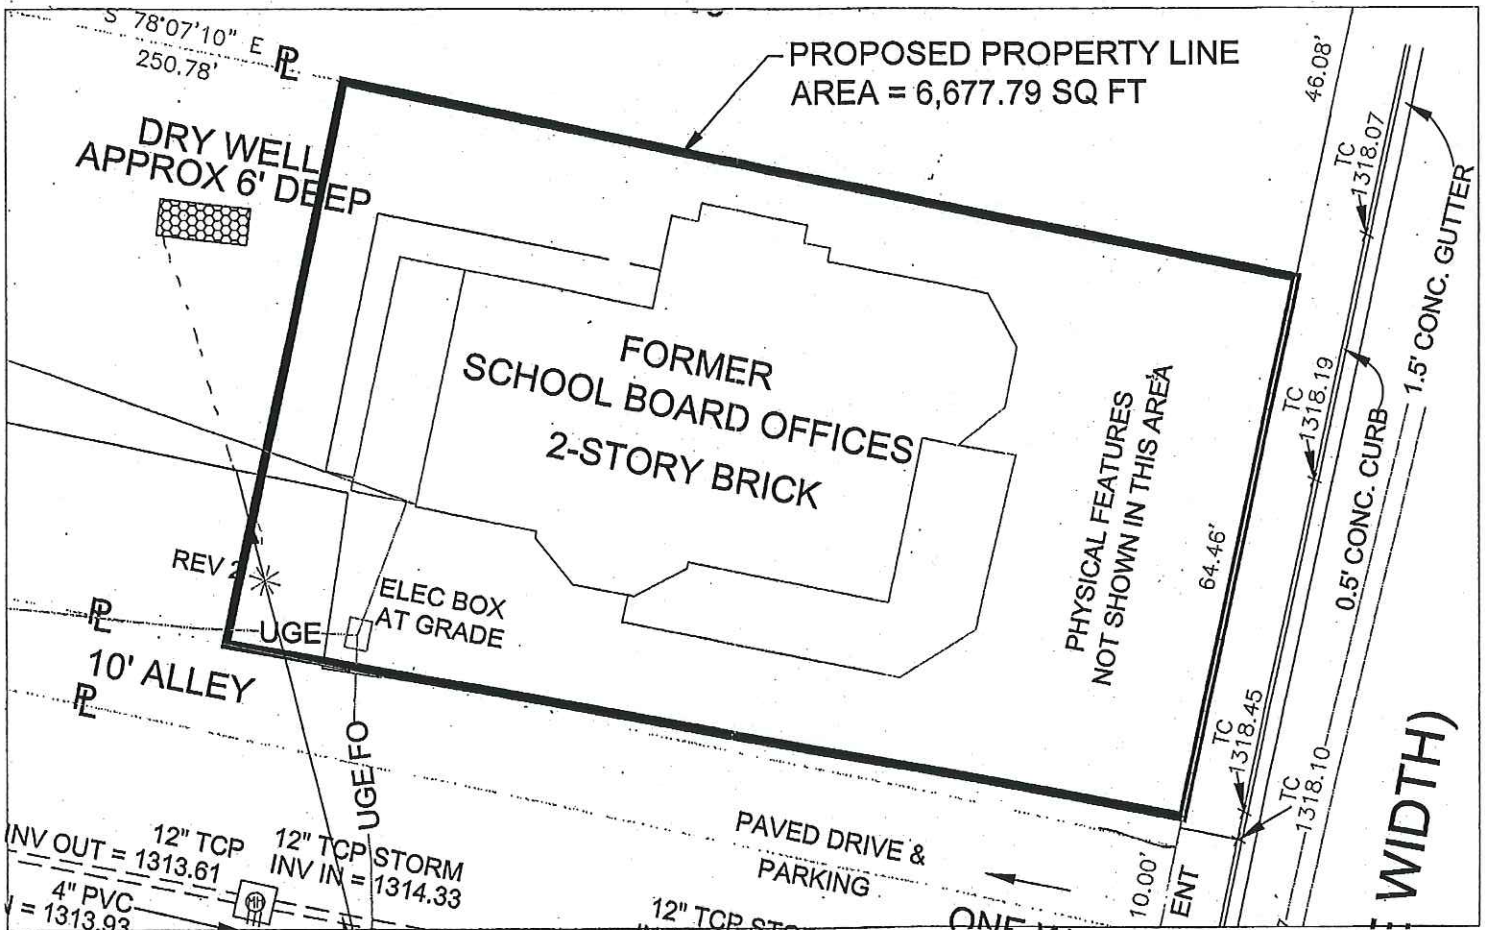 S 78°07'10" E
250.78'
PL
PROPOSED PROPERTY LINE
AREA = 6,677.79 SQ FT
46.08'
DRY WELL
APPROX 6' DEEP
TC
1318.07
1.5' CONC. GUTTER
FORMER
SCHOOL BOARD OFFICES
2-STORY BRICK
PHYSICAL FEATURES
NOT SHOWN IN THIS AREA
TC
1318.19
0.5' CONC. CURB
64.46'
REV 2
ELEC BOX
AT GRADE
UGE
PL
10' ALLEY
PL
UGE FO
TC
1318.45
TC
1318.10
WIDTH)
PAVED DRIVE &
PARKING
12" TCP
INV OUT = 1313.61
12" TCP STORM
INV IN = 1314.33
4" PVC
= 1313.93
MH
12" TCP
10.00'
ENT